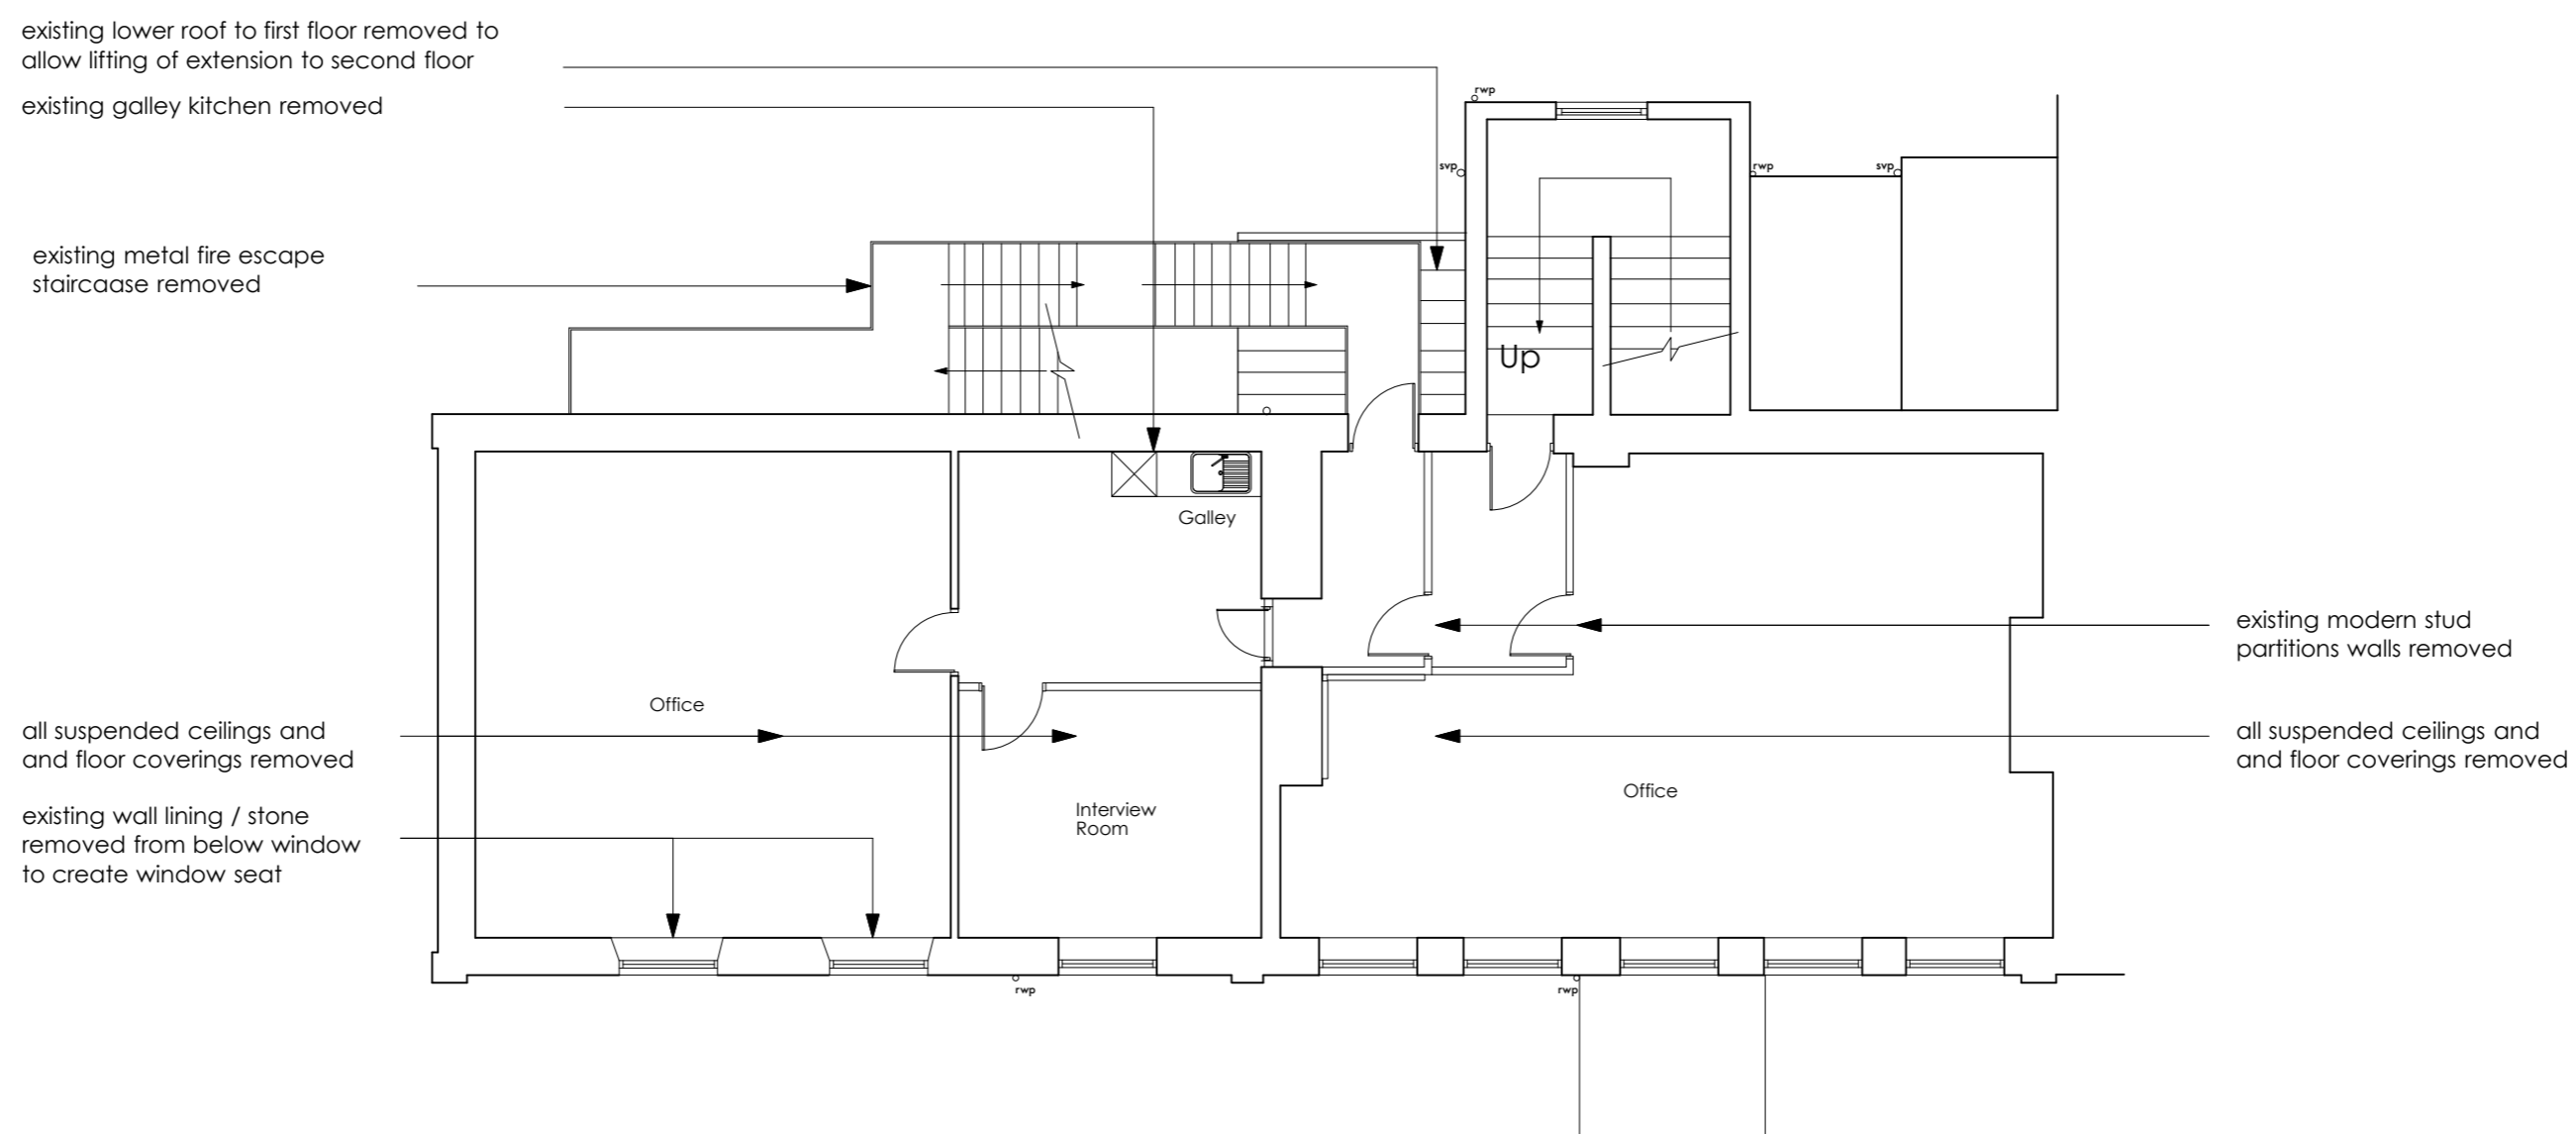 existing lower roof to first floor removed to
allow lifting of extension to second floor
existing galley kitchen removed
rwp
svp
rwp
svp
existing metal fire escape
staircaase removed
Up
Galley
existing modern stud
partitions walls removed
Office
all suspended ceilings and
and floor coverings removed
all suspended ceilings and
and floor coverings removed
Office
Interview
Room
existing wall lining / stone
removed from below window
to create window seat
rwp
rwp